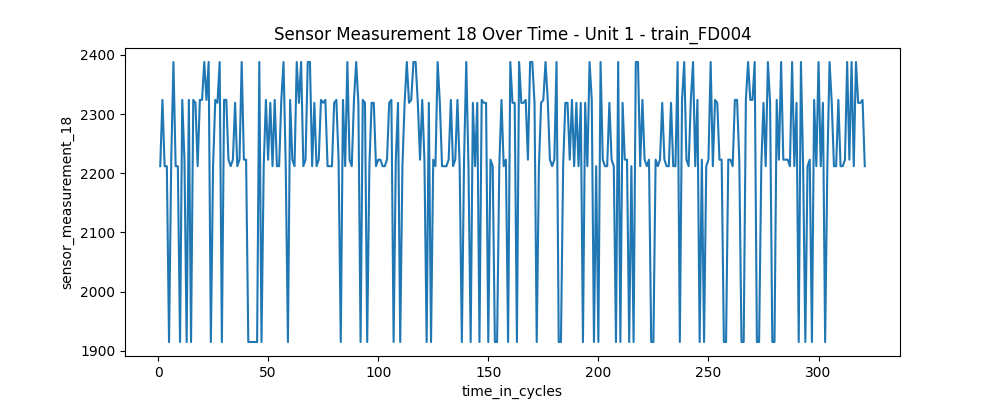 Sensor Measurement 18 Over Time - Unit 1 - train_FD004
2400
2300
2200
2100
2000
1900
sensor_measurement_18
0 50 100 150 200 250 300
time_in_cycles